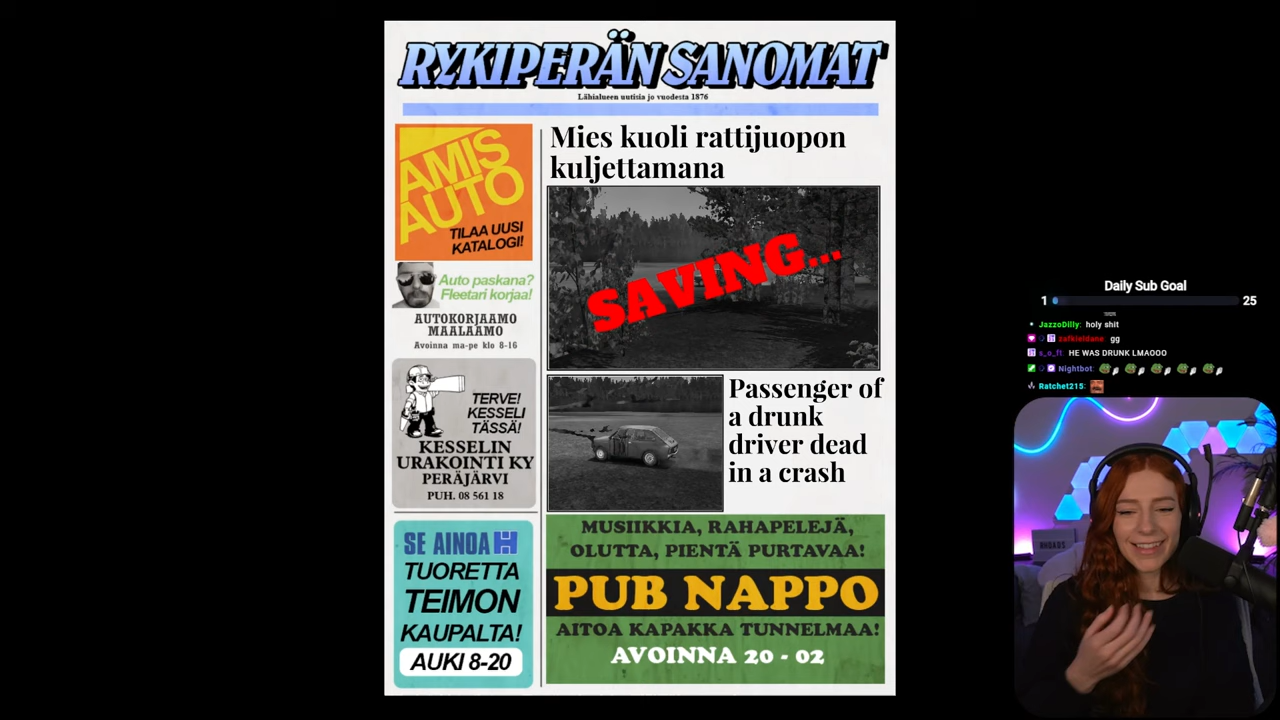 RYKIPERÄN SANOMAT
Lähialueen uutisia jo vuodesta 1876
AMIS
AUTO
TILAA UUSI
KATALOGI!
Auto paskana?
Fleetari korjaa!
AUTOKORJAAMO
MAALAAMO
Avoinna ma-pe klo 8-16
TERVE!
KESSELI
TÄSSÄ!
KESSELIN
URAKOINTI KY
PERÄJÄRVI
PUH. 08 561 18
SE AINOA
TUORETTA
TEIMON
KAUPALTA!
AUKI 8-20
Mies kuoli rattijuopon
kuljettamana
SAVING...
Passenger of
a drunk
driver dead
in a crash
MUSIIKKIA, RAHAPELEJÄ,
OLUTTA, PIENTÄ PURTAVAA!
PUB NAPPO
AITOA KAPAKKA TUNNELMAA!
AVOINNA 20 - 02
Daily Sub Goal
1 25
JazzoDilly: holy shit
zafkieldane: gg
s_o_ft: HE WAS DRUNK LMAOOO
Nightbot:
Ratchet215: